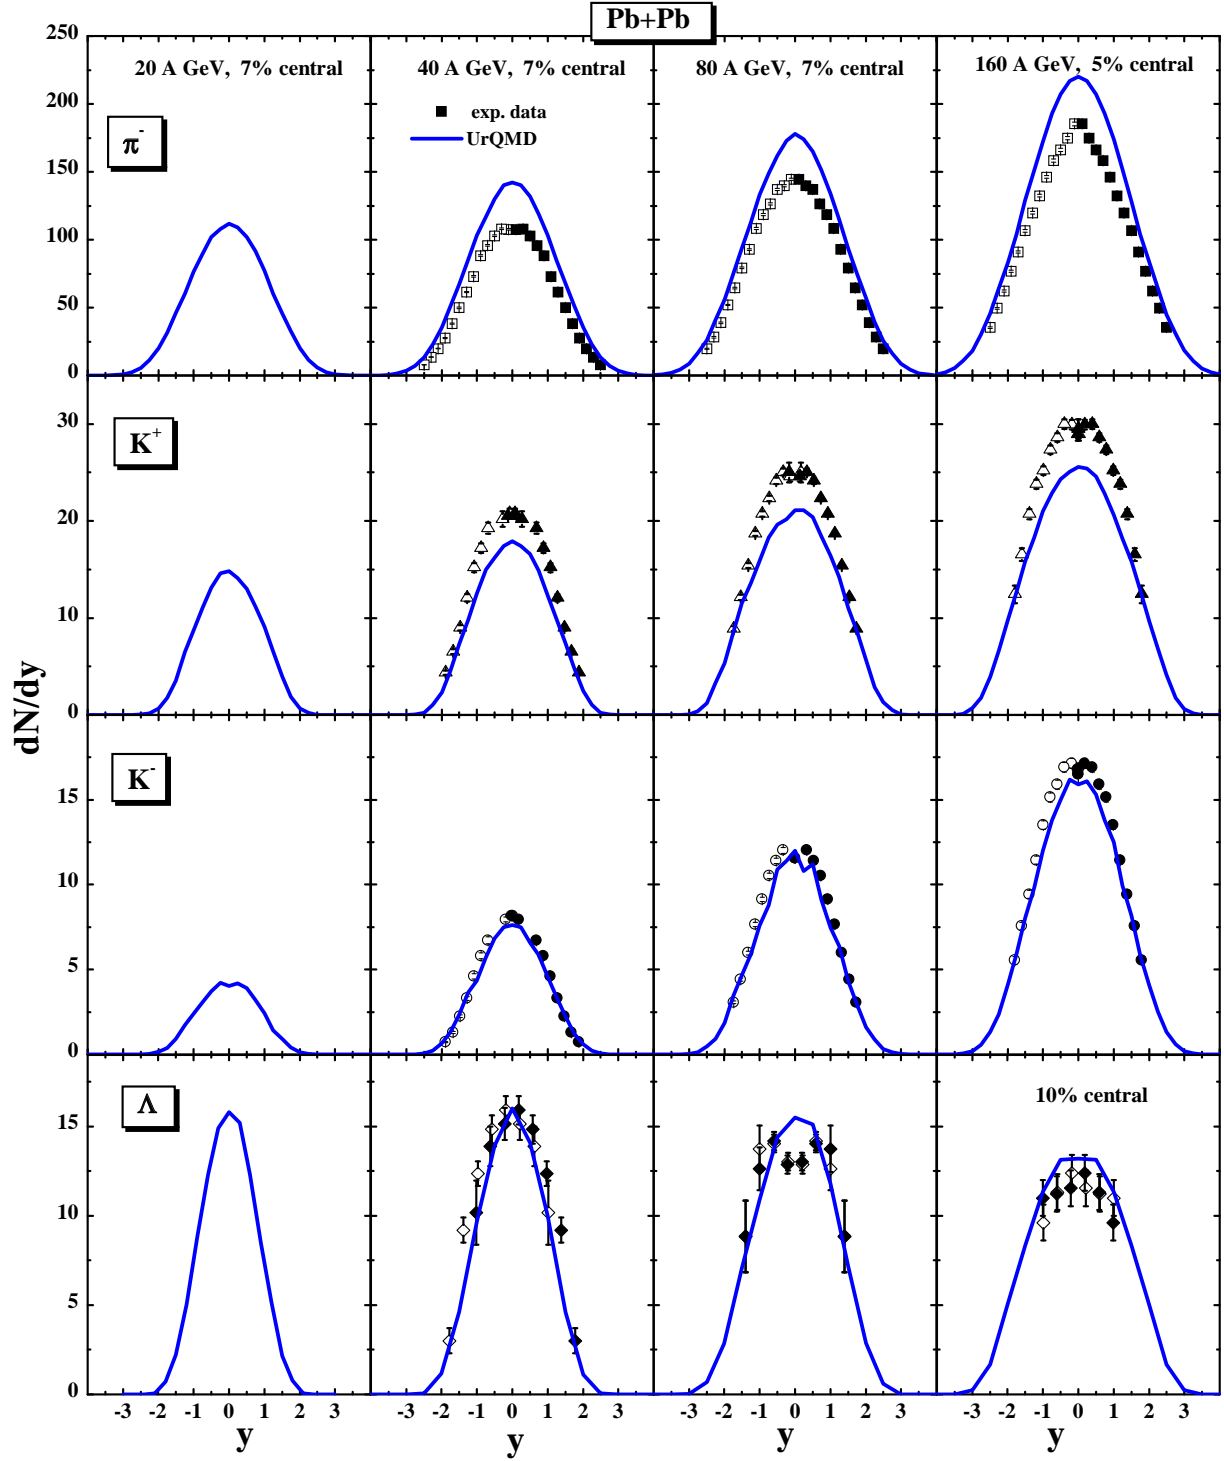 Pb+Pb
20 A GeV, 7% central
40 A GeV, 7% central
80 A GeV, 7% central
160 A GeV, 5% central
exp. data
UrQMD
π-
250
200
150
100
50
0
K+
30
20
10
0
dN/dy
K-
15
10
5
0
Λ
10% central
15
10
5
0
-3 -2 -1 0 1 2 3
-3 -2 -1 0 1 2 3
-3 -2 -1 0 1 2 3
-3 -2 -1 0 1 2 3
y
y
y
y